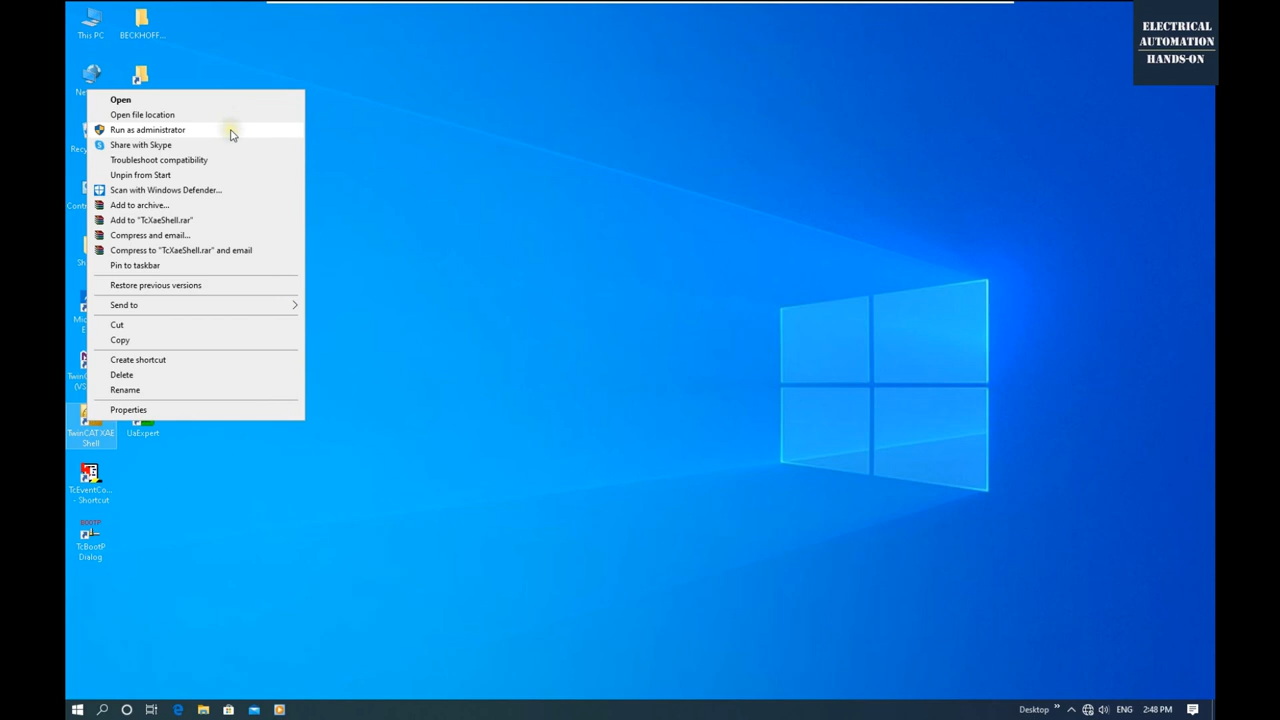 This PC
BECKHOFF...
ELECTRICAL
AUTOMATION
HANDS-ON
Open
Open file location
Run as administrator
Share with Skype
Troubleshoot compatibility
Unpin from Start
Scan with Windows Defender...
Add to archive...
Add to "TcXaeShell.rar"
Compress and email...
Compress to "TcXaeShell.rar" and email
Pin to taskbar
Restore previous versions
Send to
Cut
Copy
Create shortcut
Delete
Rename
Properties
TwinCAT XAE
Shell
UaExpert
TcEventCo...
- Shortcut
BOOTP
TcBootP
Dialog
Desktop
ENG
2:48 PM